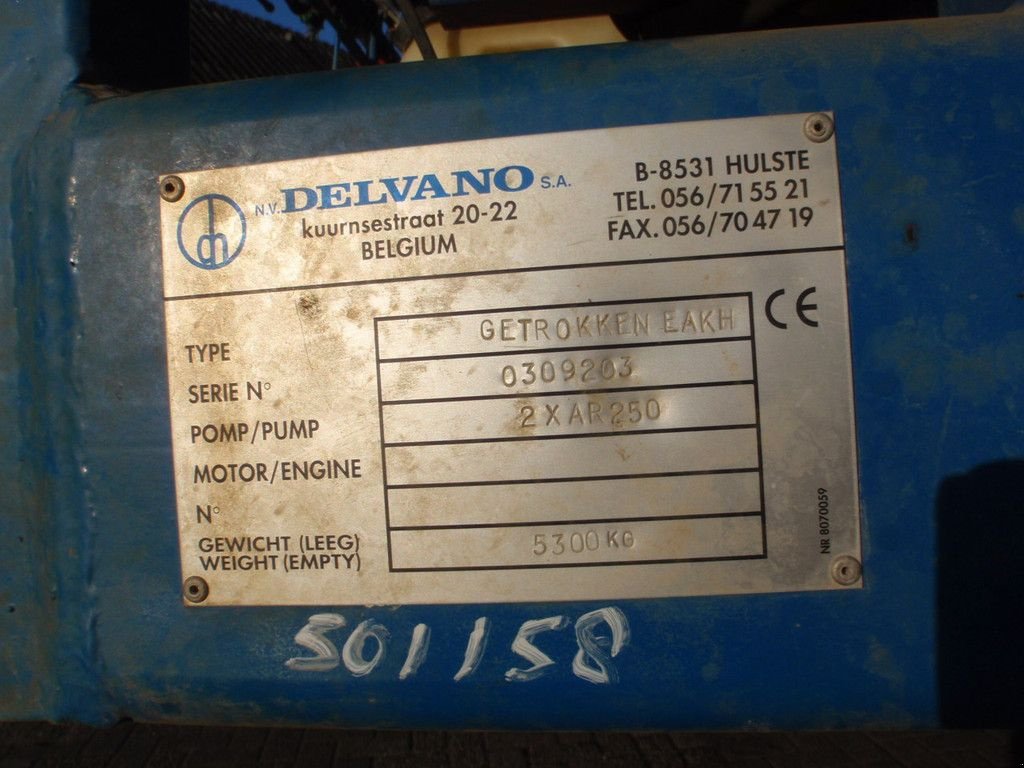 N.V. DELVANO S.A.
kuurnsestraat 20-22
BELGIUM
B-8531 HULSTE
TEL. 056/71 55 21
FAX. 056/70 47 19
CE
TYPE GETROKKEN EAKH
SERIE N° 0309203
POMP/PUMP 2 X AR 250
MOTOR/ENGINE
N°
GEWICHT (LEEG)
WEIGHT (EMPTY) 5300 KG
NR 8070059
501158